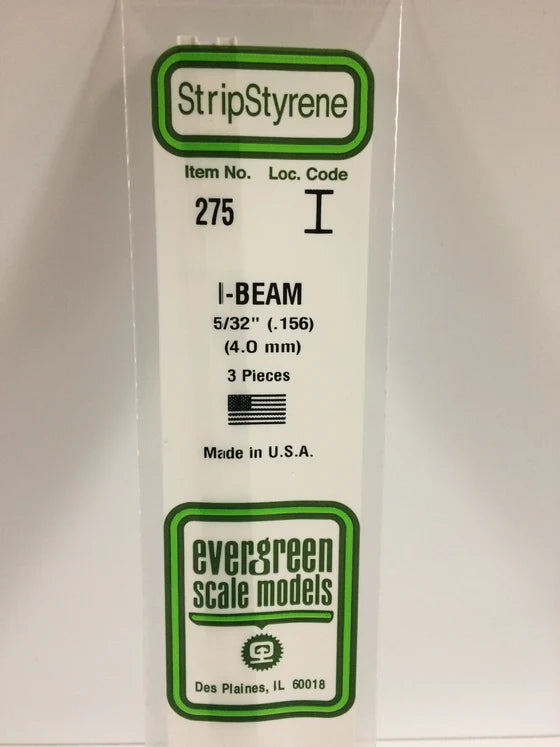 StripStyrene
Item No. Loc. Code
275 I
I-BEAM
5/32" (.156)
(4.0 mm)
3 Pieces
Made in U.S.A.
evergreen
scale models
Des Plaines, IL 60018